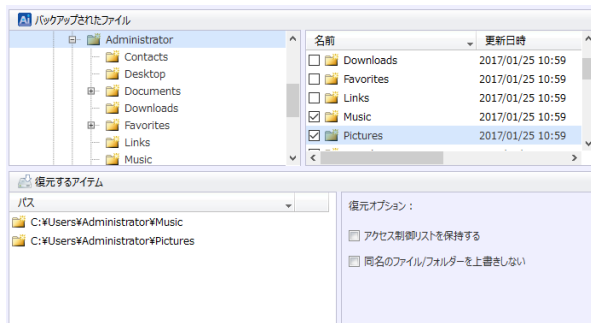 Ai バックアップされたファイル
Administrator
Contacts
Desktop
Documents
Downloads
Favorites
Links
Music
名前 更新日時
Downloads 2017/01/25 10:59
Favorites 2017/01/25 10:59
Links 2017/01/25 10:59
Music 2017/01/25 10:59
Pictures 2017/01/25 10:59
復元するアイテム
パス
C:¥Users¥Administrator¥Music
C:¥Users¥Administrator¥Pictures
復元オプション：
アクセス制御リストを保持する
同名のファイル/フォルダーを上書きしない